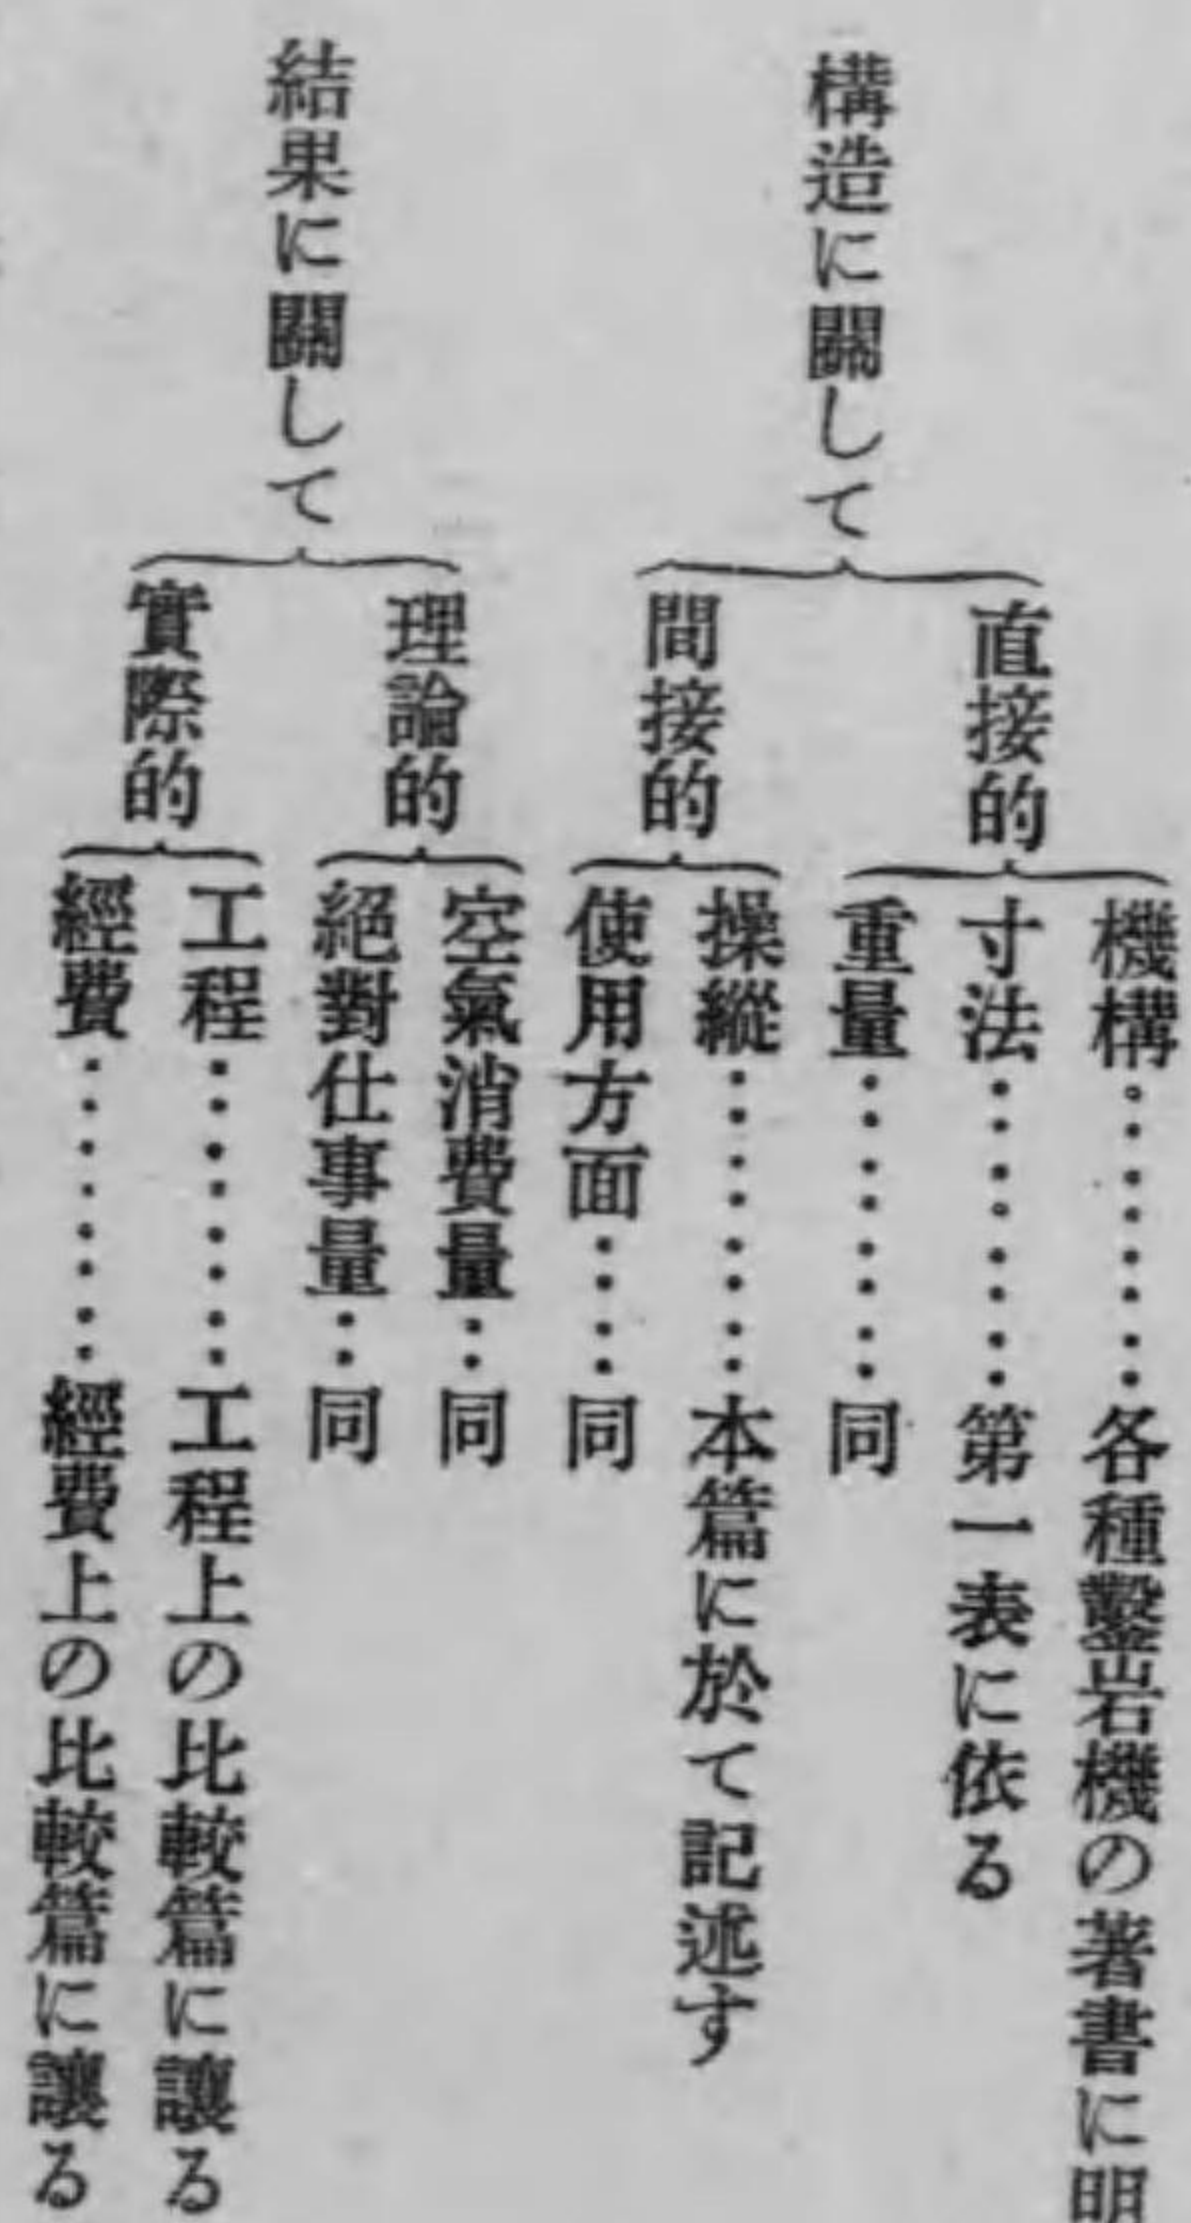 構造に關して
直接的
機構…………各種鑿岩機の著書に明
寸法…………第一表に依る
重量…………同
間接的
操縱…………本篇に於て記述す
使用方面……同
結果に關して
理論的
空氣消費量…同
絕對仕事量…同
實際的
工程…………工程上の比較篇に讓る
經費…………經費上の比較篇に讓る